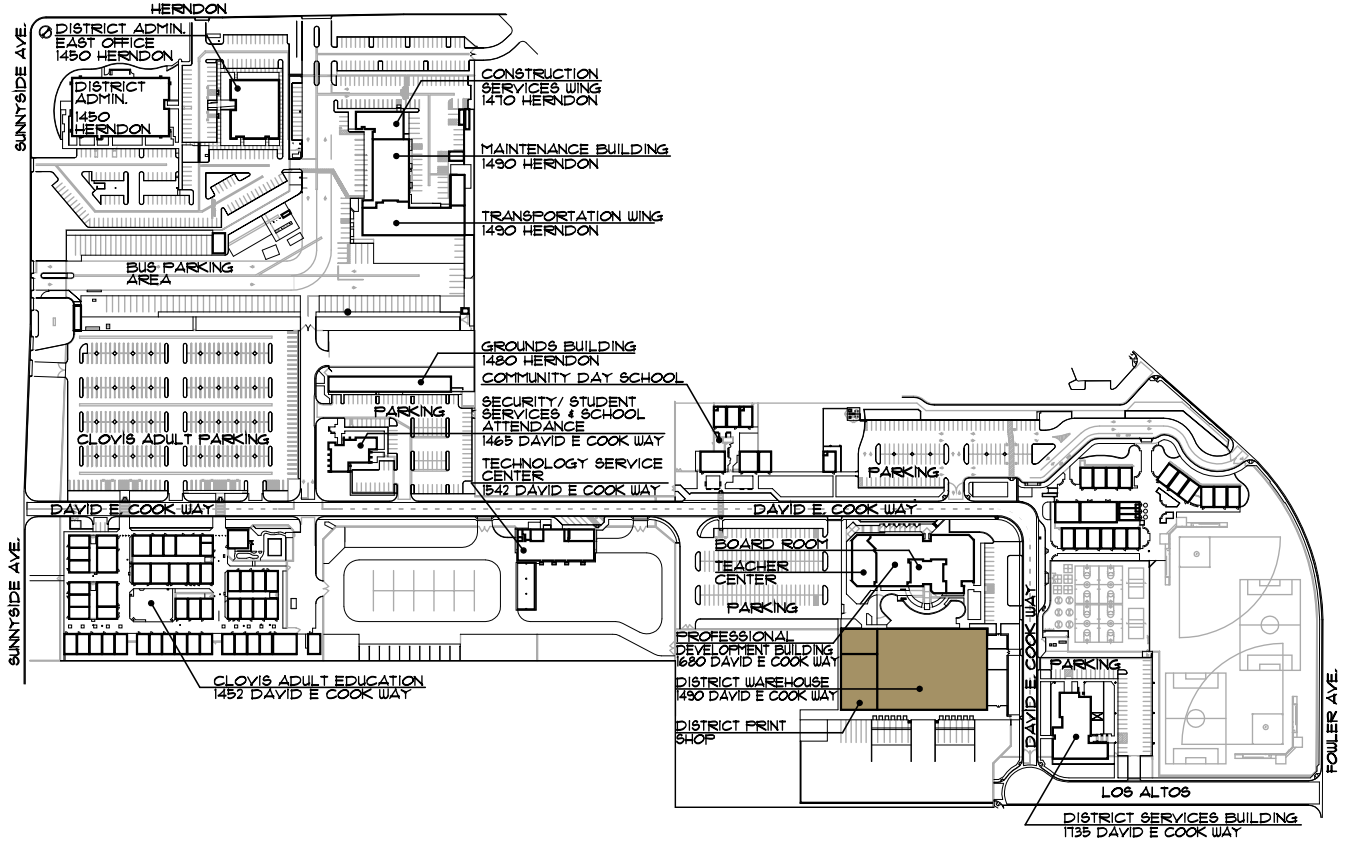 HERNDON
SUNNYSIDE AVE.
DISTRICT ADMIN.
EAST OFFICE
1450 HERNDON
DISTRICT
ADMIN.
1450
HERNDON
CONSTRUCTION
SERVICES WING
1470 HERNDON
MAINTENANCE BUILDING
1490 HERNDON
TRANSPORTATION WING
1490 HERNDON
BUS PARKING
AREA
GROUNDS BUILDING
1480 HERNDON
COMMUNITY DAY SCHOOL
SECURITY/ STUDENT
SERVICES & SCHOOL
ATTENDANCE
1465 DAVID E COOK WAY
TECHNOLOGY SERVICE
CENTER
1542 DAVID E COOK WAY
PARKING
CLOVIS ADULT PARKING
PARKING
DAVID E. COOK WAY
DAVID E. COOK WAY
SUNNYSIDE AVE.
BOARD ROOM
TEACHER
CENTER
PARKING
PROFESSIONAL
DEVELOPMENT BUILDING
1680 DAVID E COOK WAY
DISTRICT WAREHOUSE
1490 DAVID E COOK WAY
DISTRICT PRINT
SHOP
CLOVIS ADULT EDUCATION
1452 DAVID E COOK WAY
DAVID E. COOK WAY
PARKING
FOWLER AVE.
LOS ALTOS
DISTRICT SERVICES BUILDING
1735 DAVID E COOK WAY